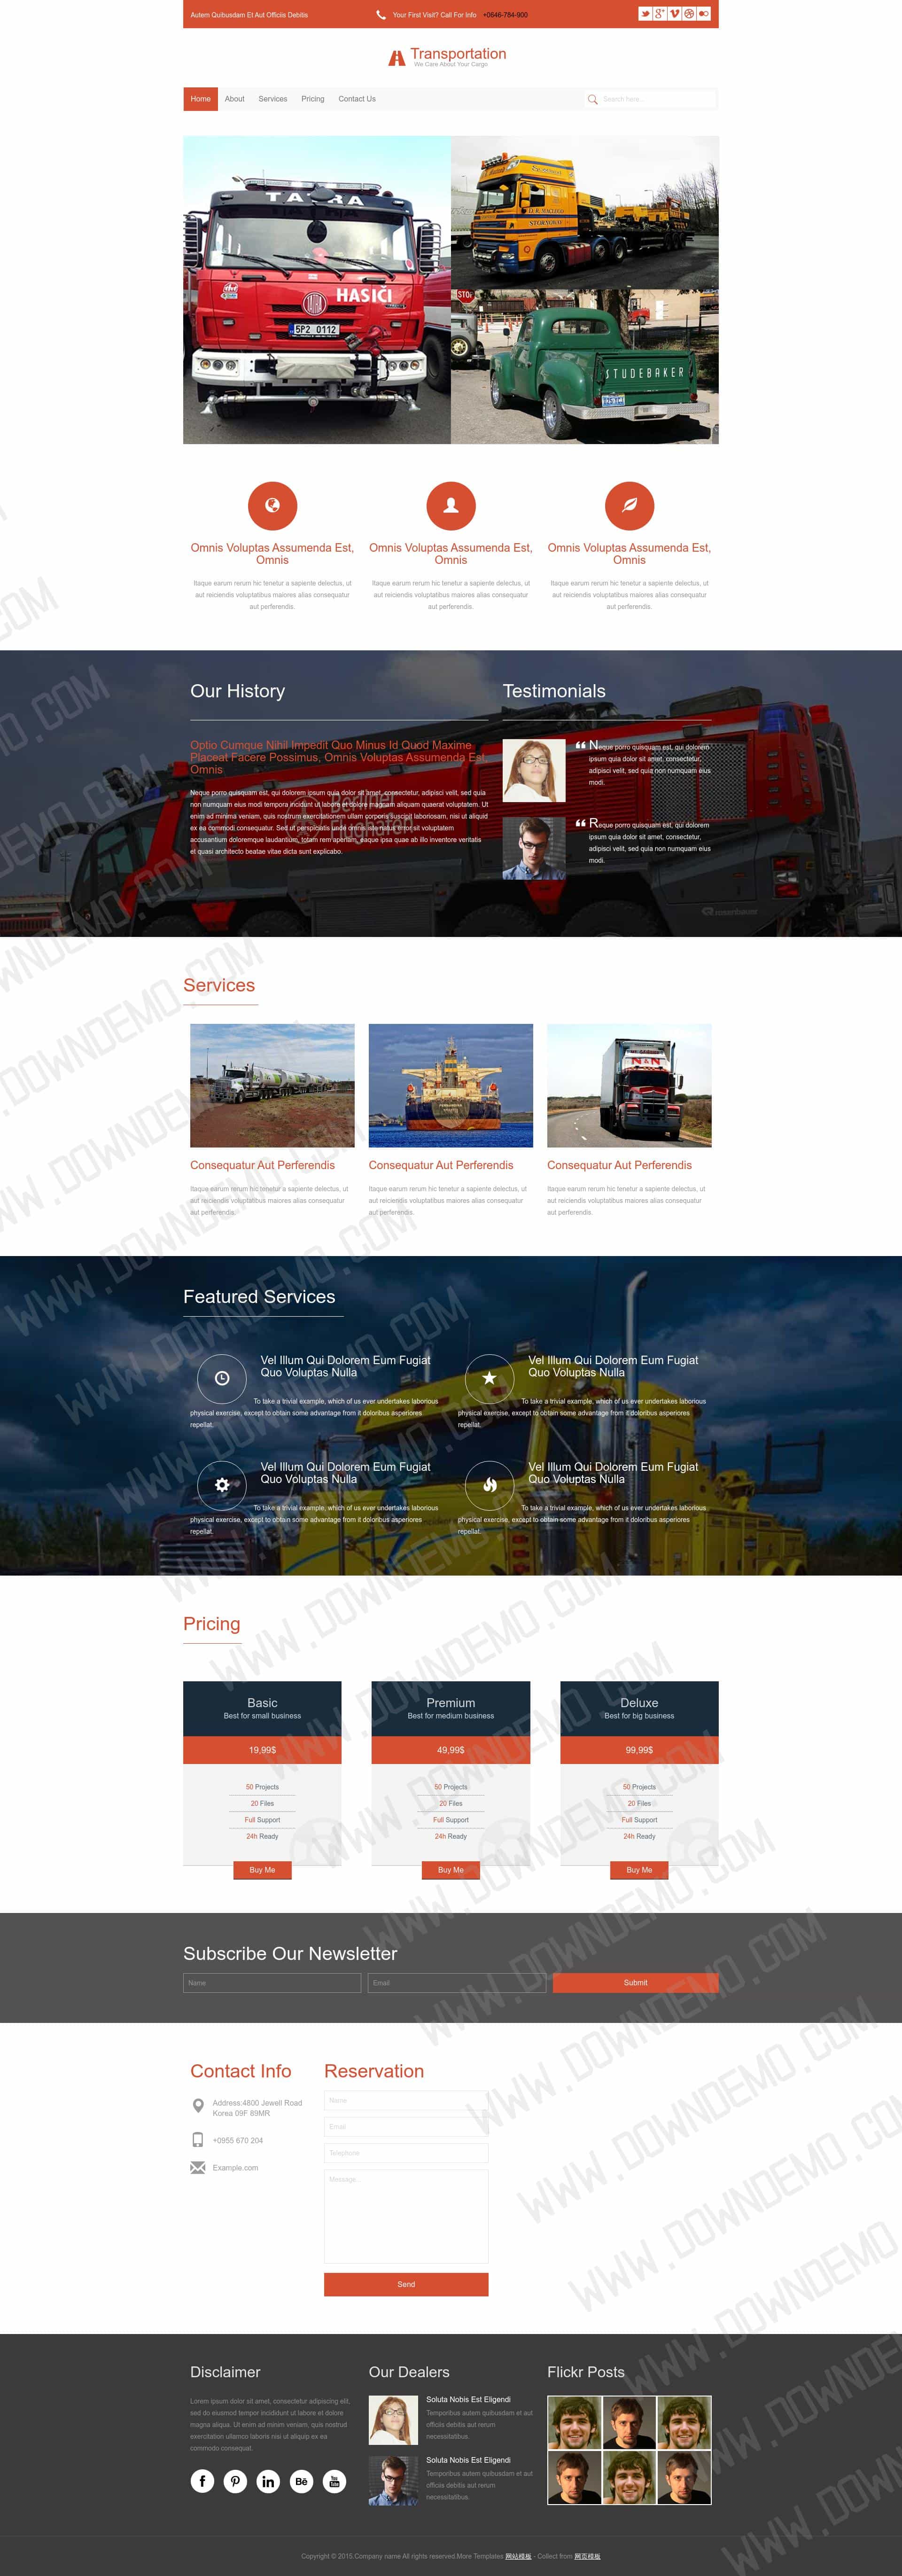 Autem Quibusdam Et Aut Officiis Debitis
Your First Visit? Call For Info +0646-784-900
Transportation
We Care About Your Cargo
Home About Services Pricing Contact Us
Search here...
TATRA
HASIČI
5P2 0112
STOP
STUDEBAKER
Omnis Voluptas Assumenda Est,
Omnis
Itaque earum rerum hic tenetur a sapiente delectus, ut
aut reiciendis voluptatibus maiores alias consequatur
aut perferendis.
Omnis Voluptas Assumenda Est,
Omnis
Itaque earum rerum hic tenetur a sapiente delectus, ut
aut reiciendis voluptatibus maiores alias consequatur
aut perferendis.
Omnis Voluptas Assumenda Est,
Omnis
Itaque earum rerum hic tenetur a sapiente delectus, ut
aut reiciendis voluptatibus maiores alias consequatur
aut perferendis.
Our History
Optio Cumque Nihil Impedit Quo Minus Id Quod Maxime
Placeat Facere Possimus, Omnis Voluptas Assumenda Est,
Omnis
Neque porro quisquam est, qui dolorem ipsum quia dolor sit amet, consectetur, adipisci velit, sed quia
non numquam eius modi tempora incidunt ut labore et dolore magnam aliquam quaerat voluptatem. Ut
enim ad minima veniam, quis nostrum exercitationem ullam corporis suscipit laboriosam, nisi ut aliquid
ex ea commodi consequatur. Sed ut perspiciatis unde omnis iste natus error sit voluptatem
accusantium doloremque laudantium, totam rem aperiam, eaque ipsa quae ab illo inventore veritatis
et quasi architecto beatae vitae dicta sunt explicabo.
Berliner
Flughafen
Testimonials
Neque porro quisquam est, qui dolorem
ipsum quia dolor sit amet, consectetur,
adipisci velit, sed quia non numquam eius
modi.
Neque porro quisquam est, qui dolorem
ipsum quia dolor sit amet, consectetur,
adipisci velit, sed quia non numquam eius
modi.
Services
N&N
Consequatur Aut Perferendis
Itaque earum rerum hic tenetur a sapiente delectus, ut
aut reiciendis voluptatibus maiores alias consequatur
aut perferendis.
Consequatur Aut Perferendis
Itaque earum rerum hic tenetur a sapiente delectus, ut
aut reiciendis voluptatibus maiores alias consequatur
aut perferendis.
Consequatur Aut Perferendis
Itaque earum rerum hic tenetur a sapiente delectus, ut
aut reiciendis voluptatibus maiores alias consequatur
aut perferendis.
Featured Services
Vel Illum Qui Dolorem Eum Fugiat
Quo Voluptas Nulla
To take a trivial example, which of us ever undertakes laborious
physical exercise, except to obtain some advantage from it doloribus asperiores
repellat.
Vel Illum Qui Dolorem Eum Fugiat
Quo Voluptas Nulla
To take a trivial example, which of us ever undertakes laborious
physical exercise, except to obtain some advantage from it doloribus asperiores
repellat.
Vel Illum Qui Dolorem Eum Fugiat
Quo Voluptas Nulla
To take a trivial example, which of us ever undertakes laborious
physical exercise, except to obtain some advantage from it doloribus asperiores
repellat.
Vel Illum Qui Dolorem Eum Fugiat
Quo Voluptas Nulla
To take a trivial example, which of us ever undertakes laborious
physical exercise, except to obtain some advantage from it doloribus asperiores
repellat.
Pricing
Basic
Best for small business
19,99$
50 Projects
20 Files
Full Support
24h Ready
Buy Me
Premium
Best for medium business
49,99$
50 Projects
20 Files
Full Support
24h Ready
Buy Me
Deluxe
Best for big business
99,99$
50 Projects
20 Files
Full Support
24h Ready
Buy Me
Subscribe Our Newsletter
Name Email Submit
Contact Info
Address:4800 Jewell Road
Korea 09F 89MR
+0955 670 204
Example.com
Reservation
Name
Email
Telephone
Message...
Send
Disclaimer
Lorem ipsum dolor sit amet, consectetur adipiscing elit,
sed do eiusmod tempor incididunt ut labore et dolore
magna aliqua. Ut enim ad minim veniam, quis nostrud
exercitation ullamco laboris nisi ut aliquip ex ea
commodo consequat.
Our Dealers
Soluta Nobis Est Eligendi
Temporibus autem quibusdam et aut
officiis debitis aut rerum
necessitatibus.
Soluta Nobis Est Eligendi
Temporibus autem quibusdam et aut
officiis debitis aut rerum
necessitatibus.
Flickr Posts
Copyright © 2015.Company name All rights reserved.More Templates 网站模板 - Collect from 网页模板
WWW.DOWNDEMO.COM